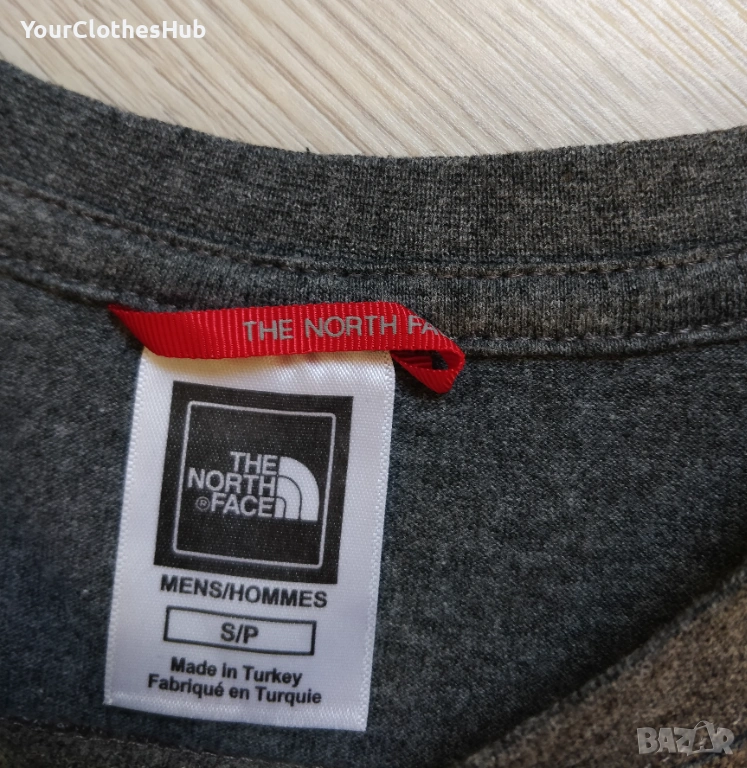 YourClothesHub
THE NORTH FA
THE
NORTH
®FACE
MENS/HOMMES
S/P
Made in Turkey
Fabriqué en Turquie
BAZAR